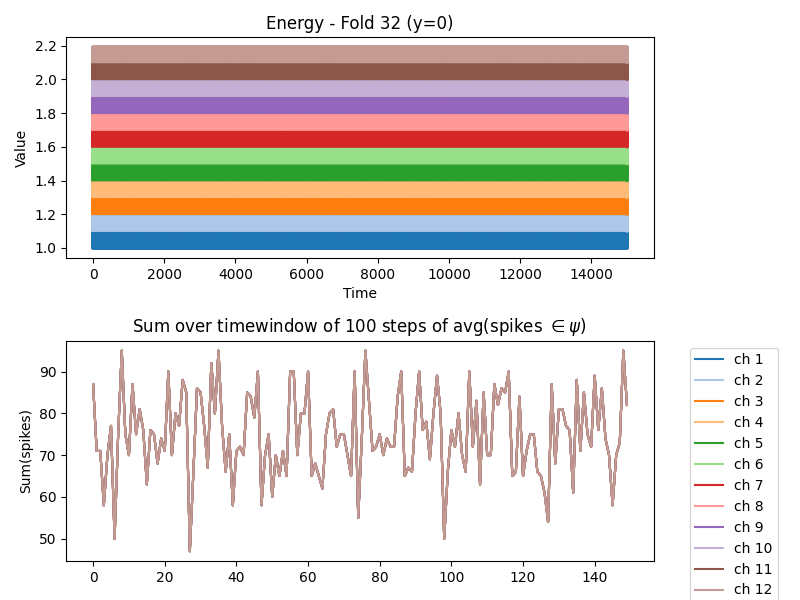 Energy - Fold 32 (y=0)
2.2
2.0
1.8
1.6
1.4
1.2
1.0
Value
0 2000 4000 6000 8000 10000 12000 14000
Time
Sum over timewindow of 100 steps of avg(spikes ∈ψ)
90
80
70
60
50
Sum(spikes)
0 20 40 60 80 100 120 140
ch 1
ch 2
ch 3
ch 4
ch 5
ch 6
ch 7
ch 8
ch 9
ch 10
ch 11
ch 12